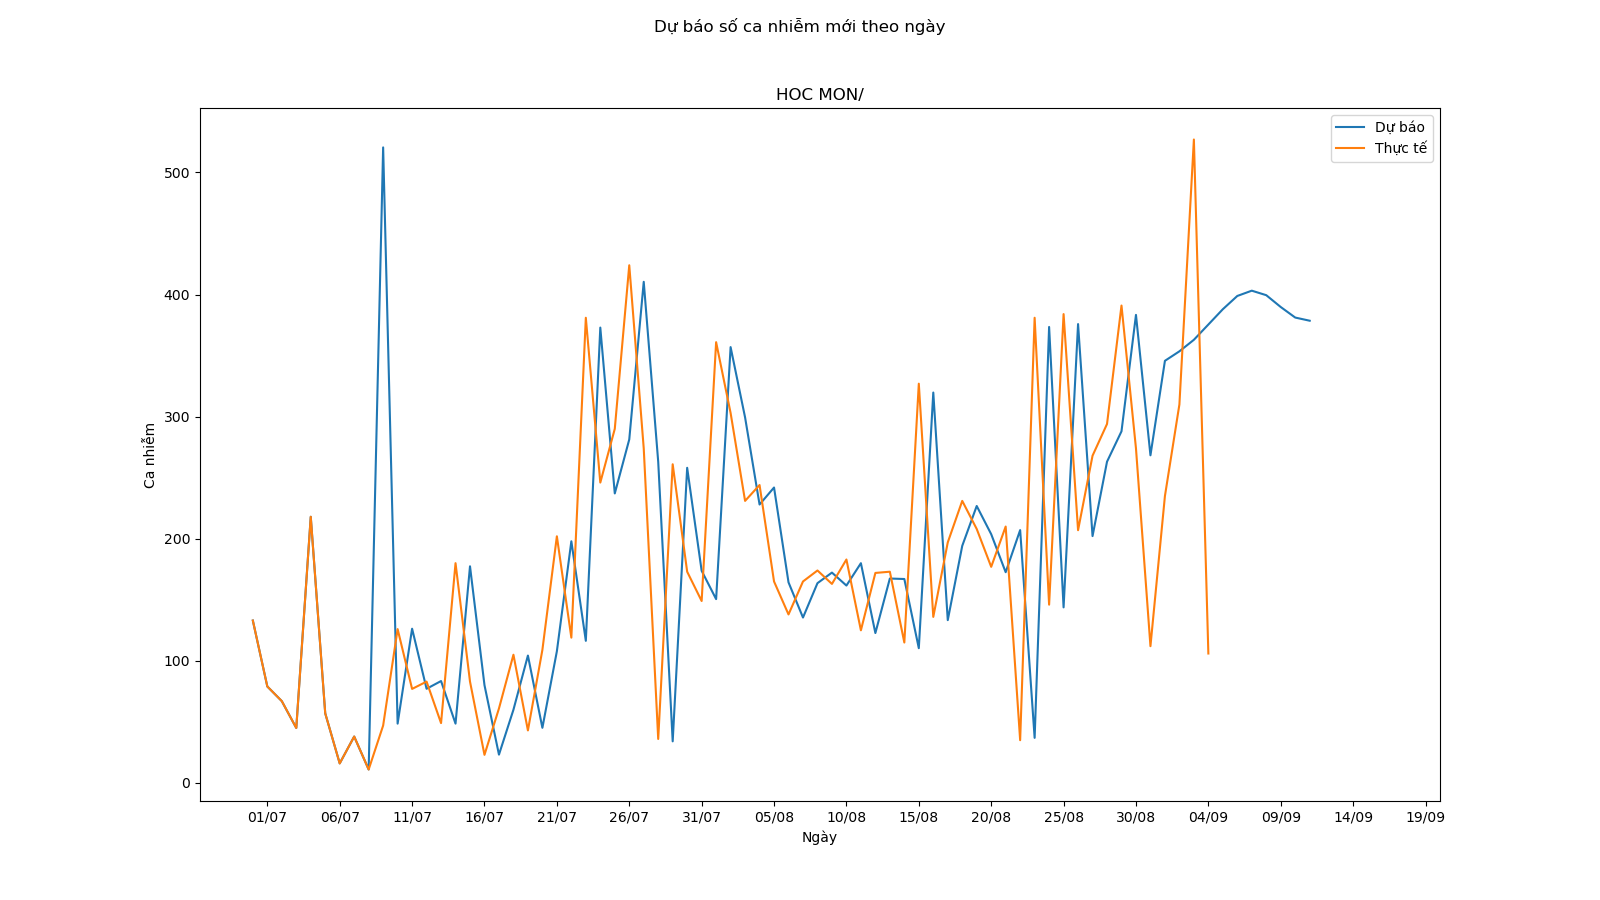 Dự báo số ca nhiễm mới theo ngày
HOC MON/
Dự báo
Thực tế
500
400
300
200
100
0
Ca nhiễm
01/07 06/07 11/07 16/07 21/07 26/07 31/07 05/08 10/08 15/08 20/08 25/08 30/08 04/09 09/09 14/09 19/09
Ngày